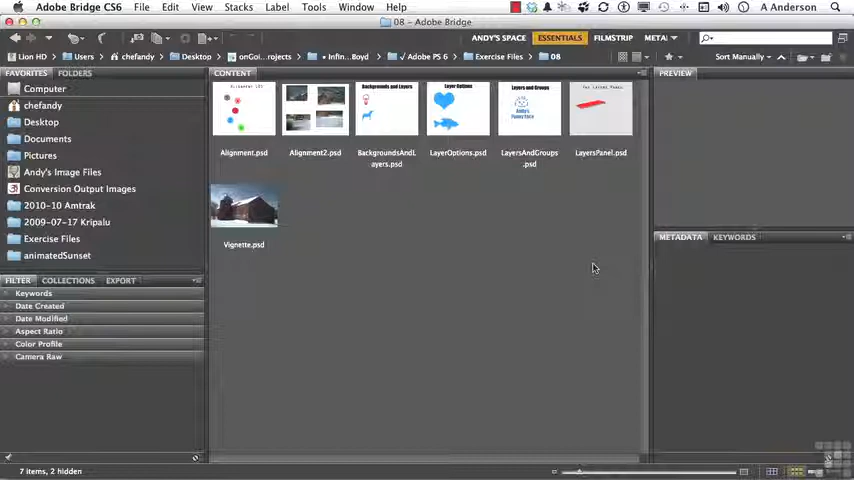 Adobe Bridge CS6 File Edit View Stacks Label Tools Window Help A Anderson
08 – Adobe Bridge
ANDY'S SPACE ESSENTIALS FILMSTRIP META
Lion HD Users chefandy Desktop onGoi...rojects • Infin...Boyd √ Adobe PS 6 Exercise Files 08 Sort Manually
FAVORITES FOLDERS
Computer
chefandy
Desktop
Documents
Pictures
Andy's Image Files
Conversion Output Images
2010-10 Amtrak
2009-07-17 Kripalu
Exercise Files
animatedSunset
FILTER COLLECTIONS EXPORT
Keywords
Date Created
Date Modified
Aspect Ratio
Color Profile
Camera Raw
CONTENT
Backgrounds and Layers
Layer Options
Layers and Groups
Andy's
Funny Face
Alignment.psd
Alignment2.psd
BackgroundsAndL
ayers.psd
LayerOptions.psd
LayersAndGroups
.psd
LayersPanel.psd
Vignette.psd
PREVIEW
METADATA KEYWORDS
7 items, 2 hidden